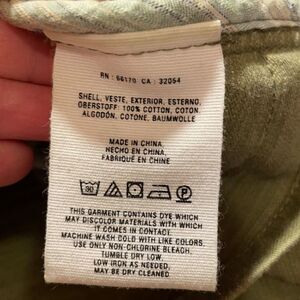 RN : 66170 CA : 32054
SHELL, VESTE, EXTERIOR, ESTERNO,
OBERSTOFF: 100% COTTON, COTON,
ALGODÓN, COTONE, BAUMWOLLE
MADE IN CHINA
HECHO EN CHINA
FABRIQUÉ EN CHINE
P
THIS GARMENT CONTAINS DYE WHICH
MAY DISCOLOR MATERIALS WITH WHICH
IT COMES IN CONTACT.
MACHINE WASH COLD WITH LIKE COLORS.
USE ONLY NON-CHLORINE BLEACH.
TUMBLE DRY LOW.
LOW IRON AS NEEDED.
MAY BE DRY CLEANED